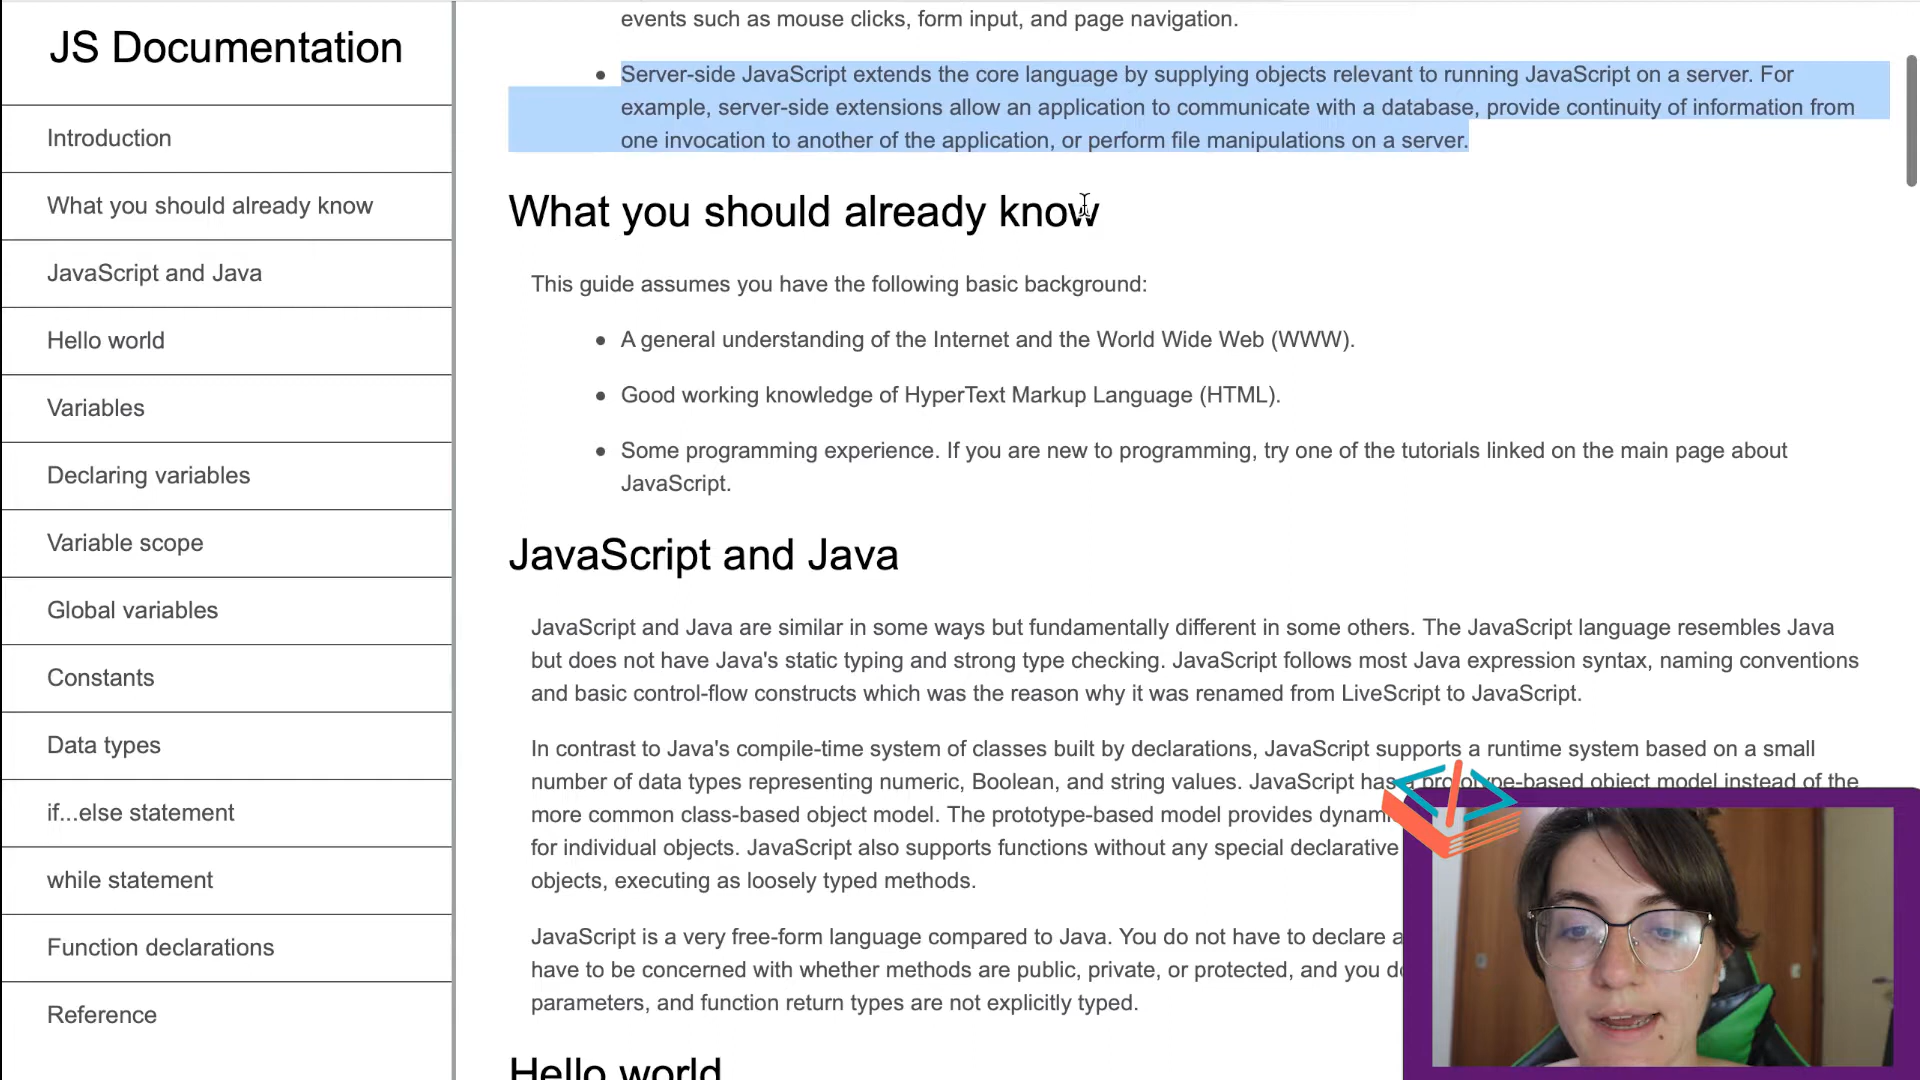 JS Documentation
Introduction
What you should already know
JavaScript and Java
Hello world
Variables
Declaring variables
Variable scope
Global variables
Constants
Data types
if...else statement
while statement
Function declarations
Reference
events such as mouse clicks, form input, and page navigation.
Server-side JavaScript extends the core language by supplying objects relevant to running JavaScript on a server. For
example, server-side extensions allow an application to communicate with a database, provide continuity of information from
one invocation to another of the application, or perform file manipulations on a server.
What you should already know
This guide assumes you have the following basic background:
A general understanding of the Internet and the World Wide Web (WWW).
Good working knowledge of HyperText Markup Language (HTML).
Some programming experience. If you are new to programming, try one of the tutorials linked on the main page about
JavaScript.
JavaScript and Java
JavaScript and Java are similar in some ways but fundamentally different in some others. The JavaScript language resembles Java
but does not have Java's static typing and strong type checking. JavaScript follows most Java expression syntax, naming conventions
and basic control-flow constructs which was the reason why it was renamed from LiveScript to JavaScript.
In contrast to Java's compile-time system of classes built by declarations, JavaScript supports a runtime system based on a small
number of data types representing numeric, Boolean, and string values. JavaScript has a prototype-based object model instead of the
more common class-based object model. The prototype-based model provides
for individual objects. JavaScript also supports functions without any special declarative
objects, executing as loosely typed methods.
JavaScript is a very free-form language compared to Java. You do not have to declare
have to be concerned with whether methods are public, private, or protected, and you
parameters, and function return types are not explicitly typed.
Hello world